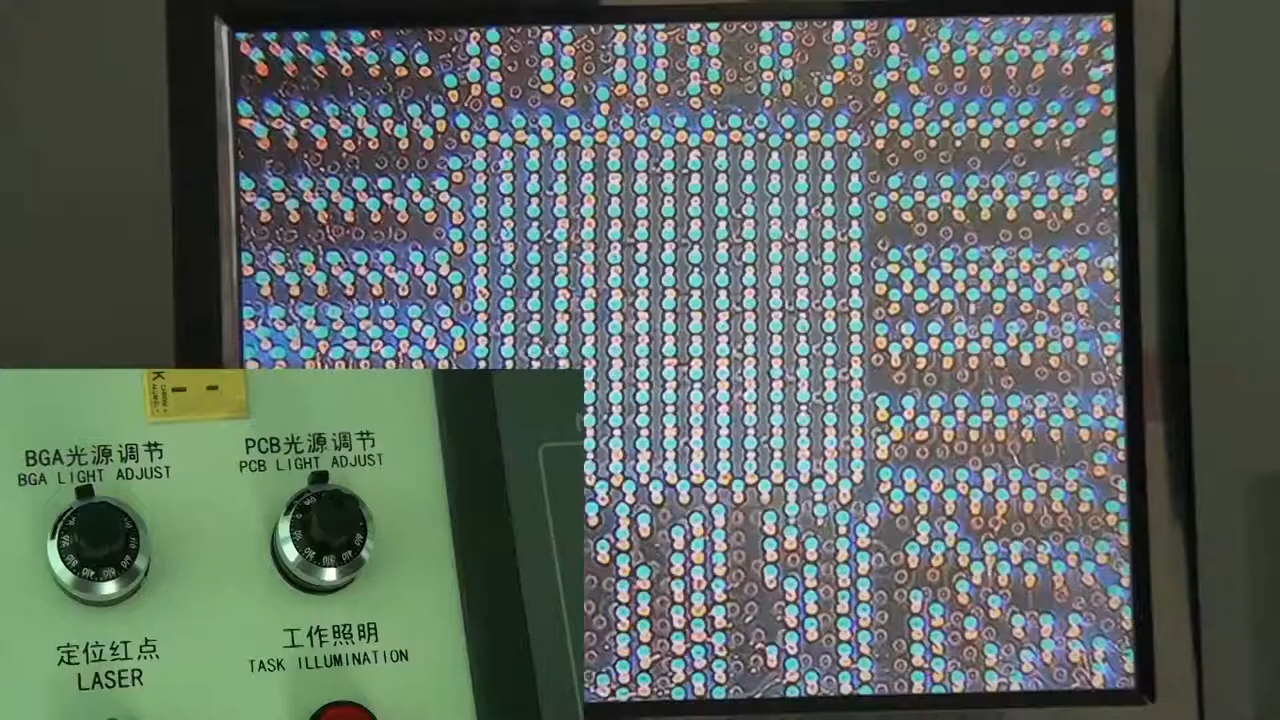 BGA光源调节
BGA LIGHT ADJUST
PCB光源调节
PCB LIGHT ADJUST
定位红点
LASER
工作照明
TASK ILLUMINATION